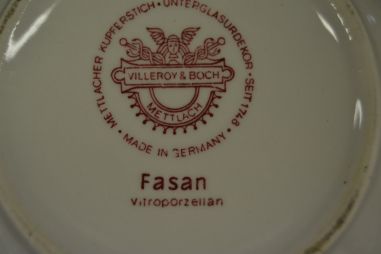 METTLACHER KUPFERSTICH · UNTERGLASURDEKOR · SEIT 1748 ·
VILLEROY & BOCH
METTLACH
· MADE IN GERMANY ·
Fasan
Vitroporzellan